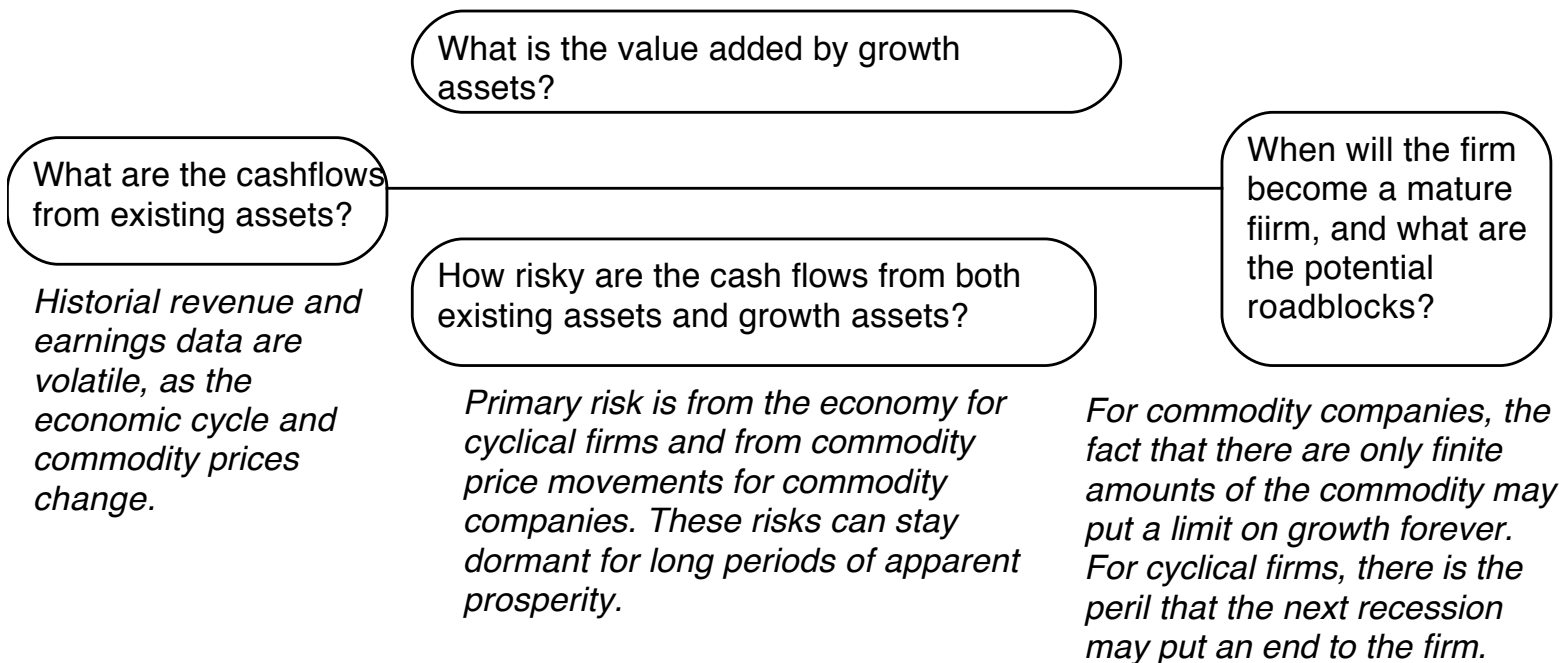 What is the value added by growth
assets?
What are the cashflows
from existing assets?
Historial revenue and
earnings data are
volatile, as the
economic cycle and
commodity prices
change.
How risky are the cash flows from both
existing assets and growth assets?
Primary risk is from the economy for
cyclical firms and from commodity
price movements for commodity
companies. These risks can stay
dormant for long periods of apparent
prosperity.
When will the firm
become a mature
fiirm, and what are
the potential
roadblocks?
For commodity companies, the
fact that there are only finite
amounts of the commodity may
put a limit on growth forever.
For cyclical firms, there is the
peril that the next recession
may put an end to the firm.